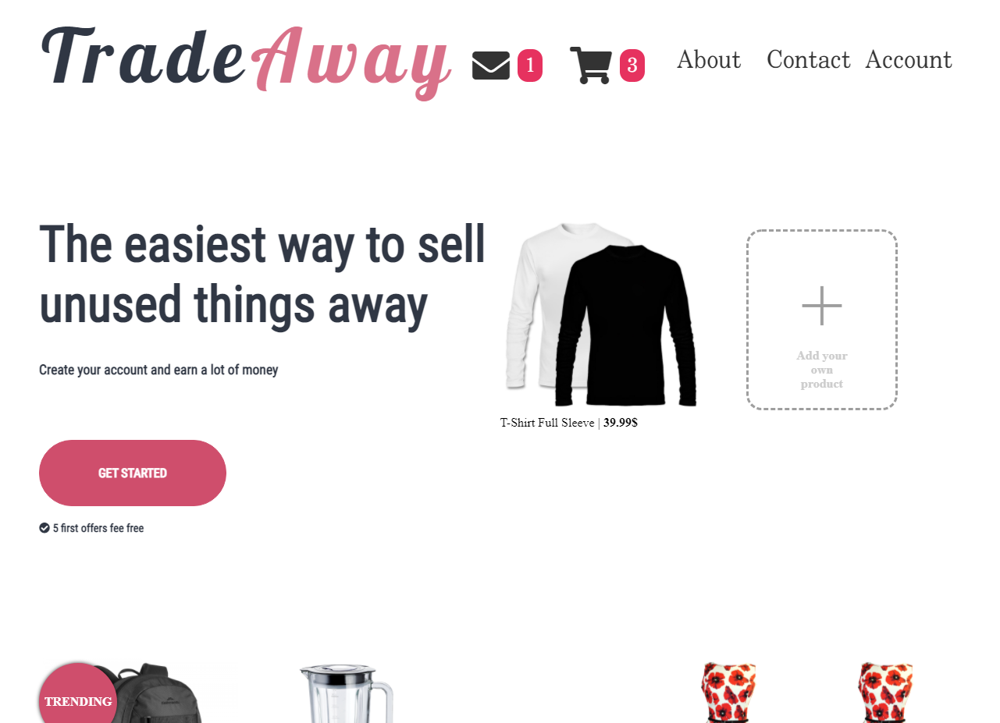 TradeAway 1 3 About Contact Account
The easiest way to sell
unused things away
Create your account and earn a lot of money
GET STARTED
5 first offers fee free
T-Shirt Full Sleeve | 39.99$
Add your
own
product
TRENDING